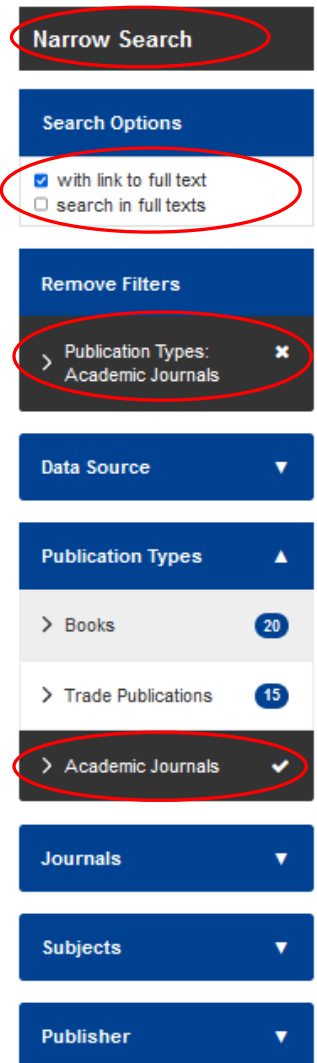 Narrow Search
Search Options
with link to full text
search in full texts
Remove Filters
Publication Types:
Academic Journals
Data Source
Publication Types
Books 20
Trade Publications 15
Academic Journals
Journals
Subjects
Publisher